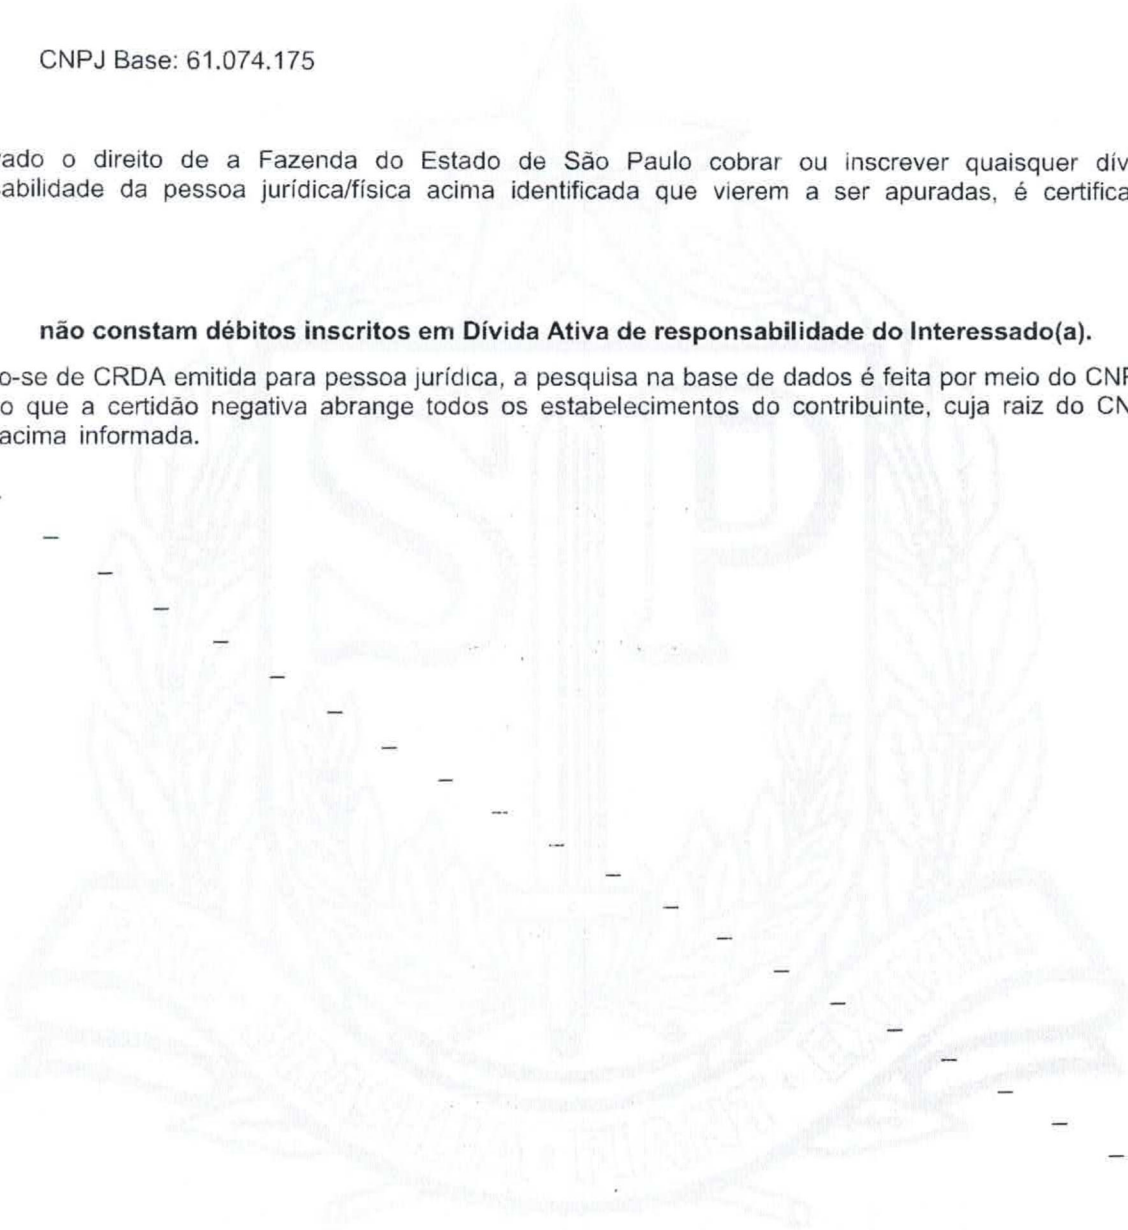 CNPJ Base: 61.074.175
ado o direito de a Fazenda do Estado de São Paulo cobrar ou inscrever quaisquer dív
abilidade da pessoa jurídica/física acima identificada que vierem a ser apuradas, é certifica
não constam débitos inscritos em Dívida Ativa de responsabilidade do Interessado(a).
o-se de CRDA emitida para pessoa jurídica, a pesquisa na base de dados é feita por meio do CNP
o que a certidão negativa abrange todos os estabelecimentos do contribuinte, cuja raiz do CN
acima informada.
SP